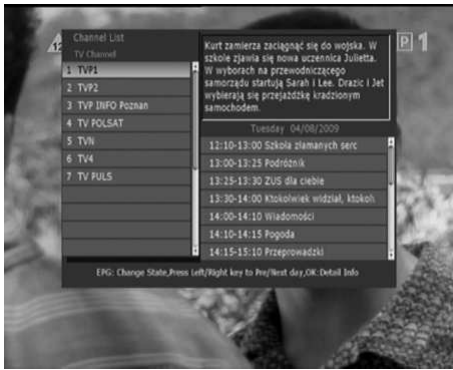 Channel List
TV Channel
1 TVP1
2 TVP2
3 TVP INFO Poznan
4 TV POLSAT
5 TVN
6 TV4
7 TV PULS
Kurt zamierza zaciągnąć się do wojska. W
szkole zjawia się nowa uczennica Julietta.
W wyborach na przewodniczącego
samorządu startują Sarah i Lee. Drazic i Jet
wybierają się przejażdżkę kradzionym
samochodem.
Tuesday 04/08/2009
12:10-13:00 Szkoła złamanych serc
13:00-13:25 Podróżnik
13:25-13:30 ZUS dla ciebie
13:30-14:00 Ktokolwiek widział, ktokoh
14:00-14:10 Wiadomości
14:10-14:15 Pogoda
14:15-15:10 Przeprowadzki
EPG: Change State,Press Left/Right key to Pre/Next day,OK:Detail Info
12
P 1